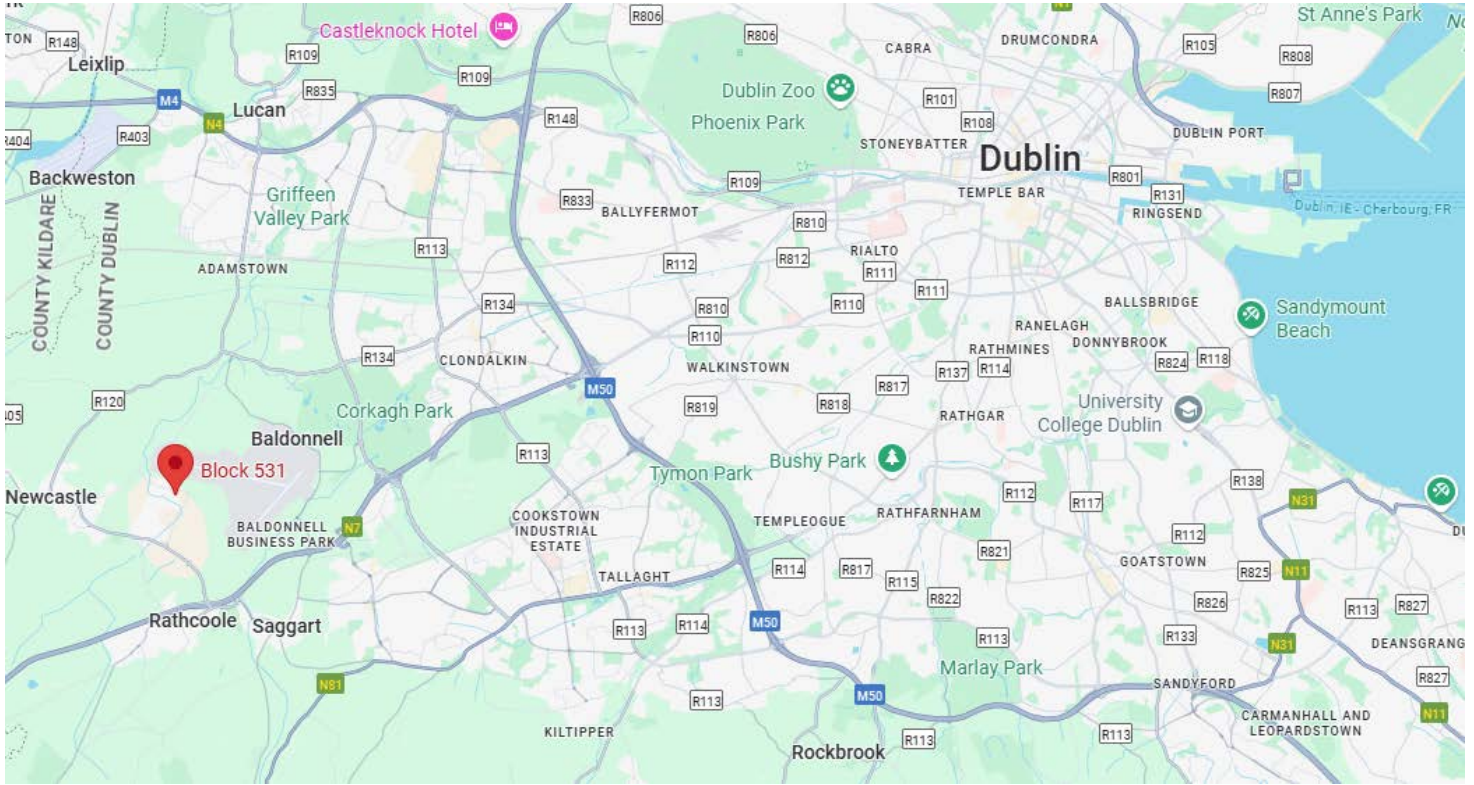 R806
St Anne's Park
TON
R148
Castleknock Hotel
R806
CABRA
DRUMCONDRA
R105
R808
Leixlip
R109
R109
R835
Dublin Zoo
R807
M4
Lucan
R101
N4
R148
Phoenix Park
R108
DUBLIN PORT
R404
R403
STONEYBATTER
Dublin
Backweston
R109
TEMPLE BAR
R801
R131
Griffeen
Valley Park
R833
BALLYFERMOT
RINGSEND
Dublin, IE - Cherbourg, FR
COUNTY KILDARE
COUNTY DUBLIN
R810
R113
RIALTO
ADAMSTOWN
R112
R812
R111
R111
R134
R810
R110
BALLSBRIDGE
Sandymount
Beach
R110
RANELAGH
RATHMINES
DONNYBROOK
R134
CLONDALKIN
WALKINSTOWN
R137
R114
R824
R118
M50
R817
R120
Corkagh Park
R819
R818
RATHGAR
University
College Dublin
Baldonnell
R113
Block 531
Tymon Park
Bushy Park
Newcastle
R138
R112
N31
R117
BALDONNELL
BUSINESS PARK
N7
COOKSTOWN
INDUSTRIAL
ESTATE
TEMPLEOGUE
RATHFARNHAM
R112
R821
GOATSTOWN
TALLAGHT
R114
R817
R115
R825
N11
R822
R826
R113
R827
Rathcoole
Saggart
R113
R114
M50
R113
R133
N31
DEANSGRANG
Marlay Park
R827
N81
SANDYFORD
R113
M50
N11
KILTIPPER
R113
R113
CARMANHALL AND
LEOPARDSTOWN
Rockbrook